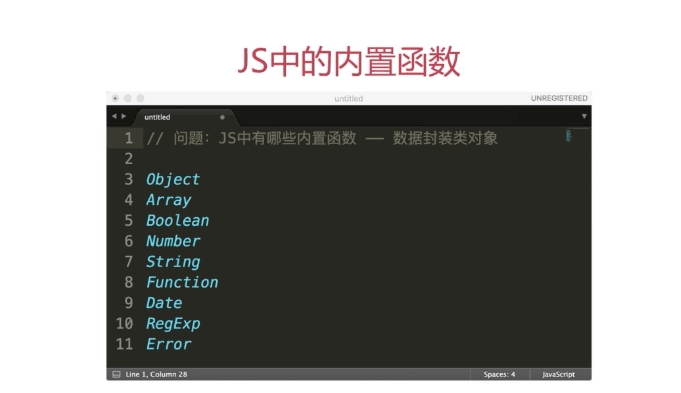 JS中的内置函数
untitled
UNREGISTERED
untitled
1 // 问题：JS中有哪些内置函数 —— 数据封装类对象
2
3 Object
4 Array
5 Boolean
6 Number
7 String
8 Function
9 Date
10 RegExp
11 Error
Line 1, Column 28
Spaces: 4
JavaScript